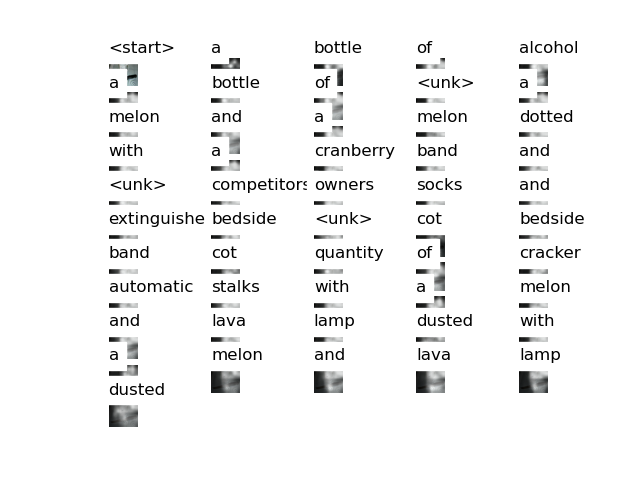 <start> a bottle of alcohol
a bottle of <unk> a
melon and a melon dotted
with a cranberry band and
<unk> competitors owners socks and
extinguishe bedside <unk> cot bedside
band cot quantity of cracker
automatic stalks with a melon
and lava lamp dusted with
a melon and lava lamp
dusted